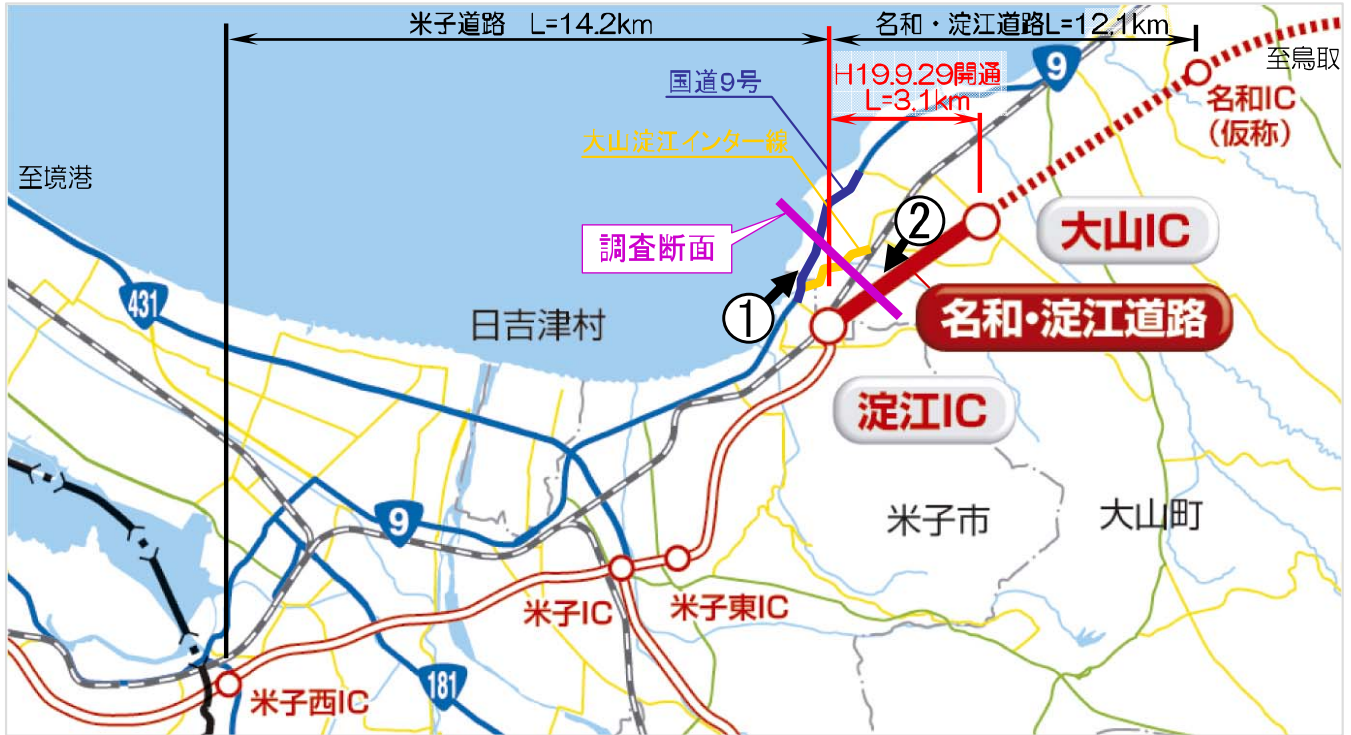 米子道路 L=14.2km
名和・淀江道路L=12.1km
至鳥取
9
H19.9.29開通
L=3.1km
国道9号
名和IC
(仮称)
大山淀江インター線
至境港
調査断面
②
大山IC
①
431
日吉津村
名和・淀江道路
淀江IC
9
米子市
大山町
米子IC
米子東IC
181
米子西IC